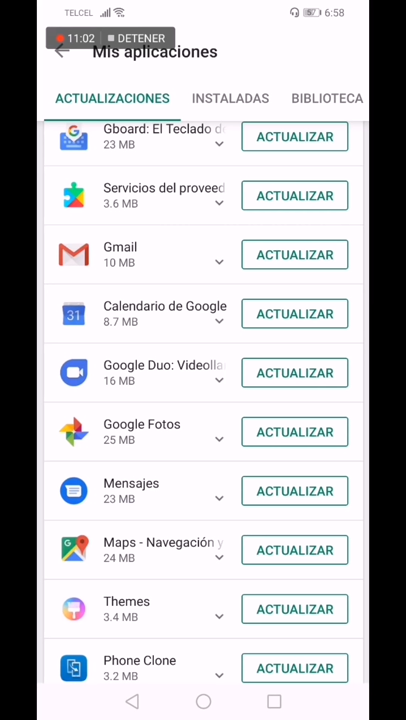 TELCEL
57
6:58
11:02
DETENER
Mis aplicaciones
ACTUALIZACIONES
INSTALADAS
BIBLIOTECA
Gboard: El Teclado d
23 MB
ACTUALIZAR
Servicios del proveed
3.6 MB
ACTUALIZAR
Gmail
10 MB
ACTUALIZAR
31
Calendario de Google
8.7 MB
ACTUALIZAR
Google Duo: Videolla
16 MB
ACTUALIZAR
Google Fotos
25 MB
ACTUALIZAR
Mensajes
23 MB
ACTUALIZAR
Maps - Navegación y
24 MB
ACTUALIZAR
Themes
3.4 MB
ACTUALIZAR
Phone Clone
3.2 MB
ACTUALIZAR